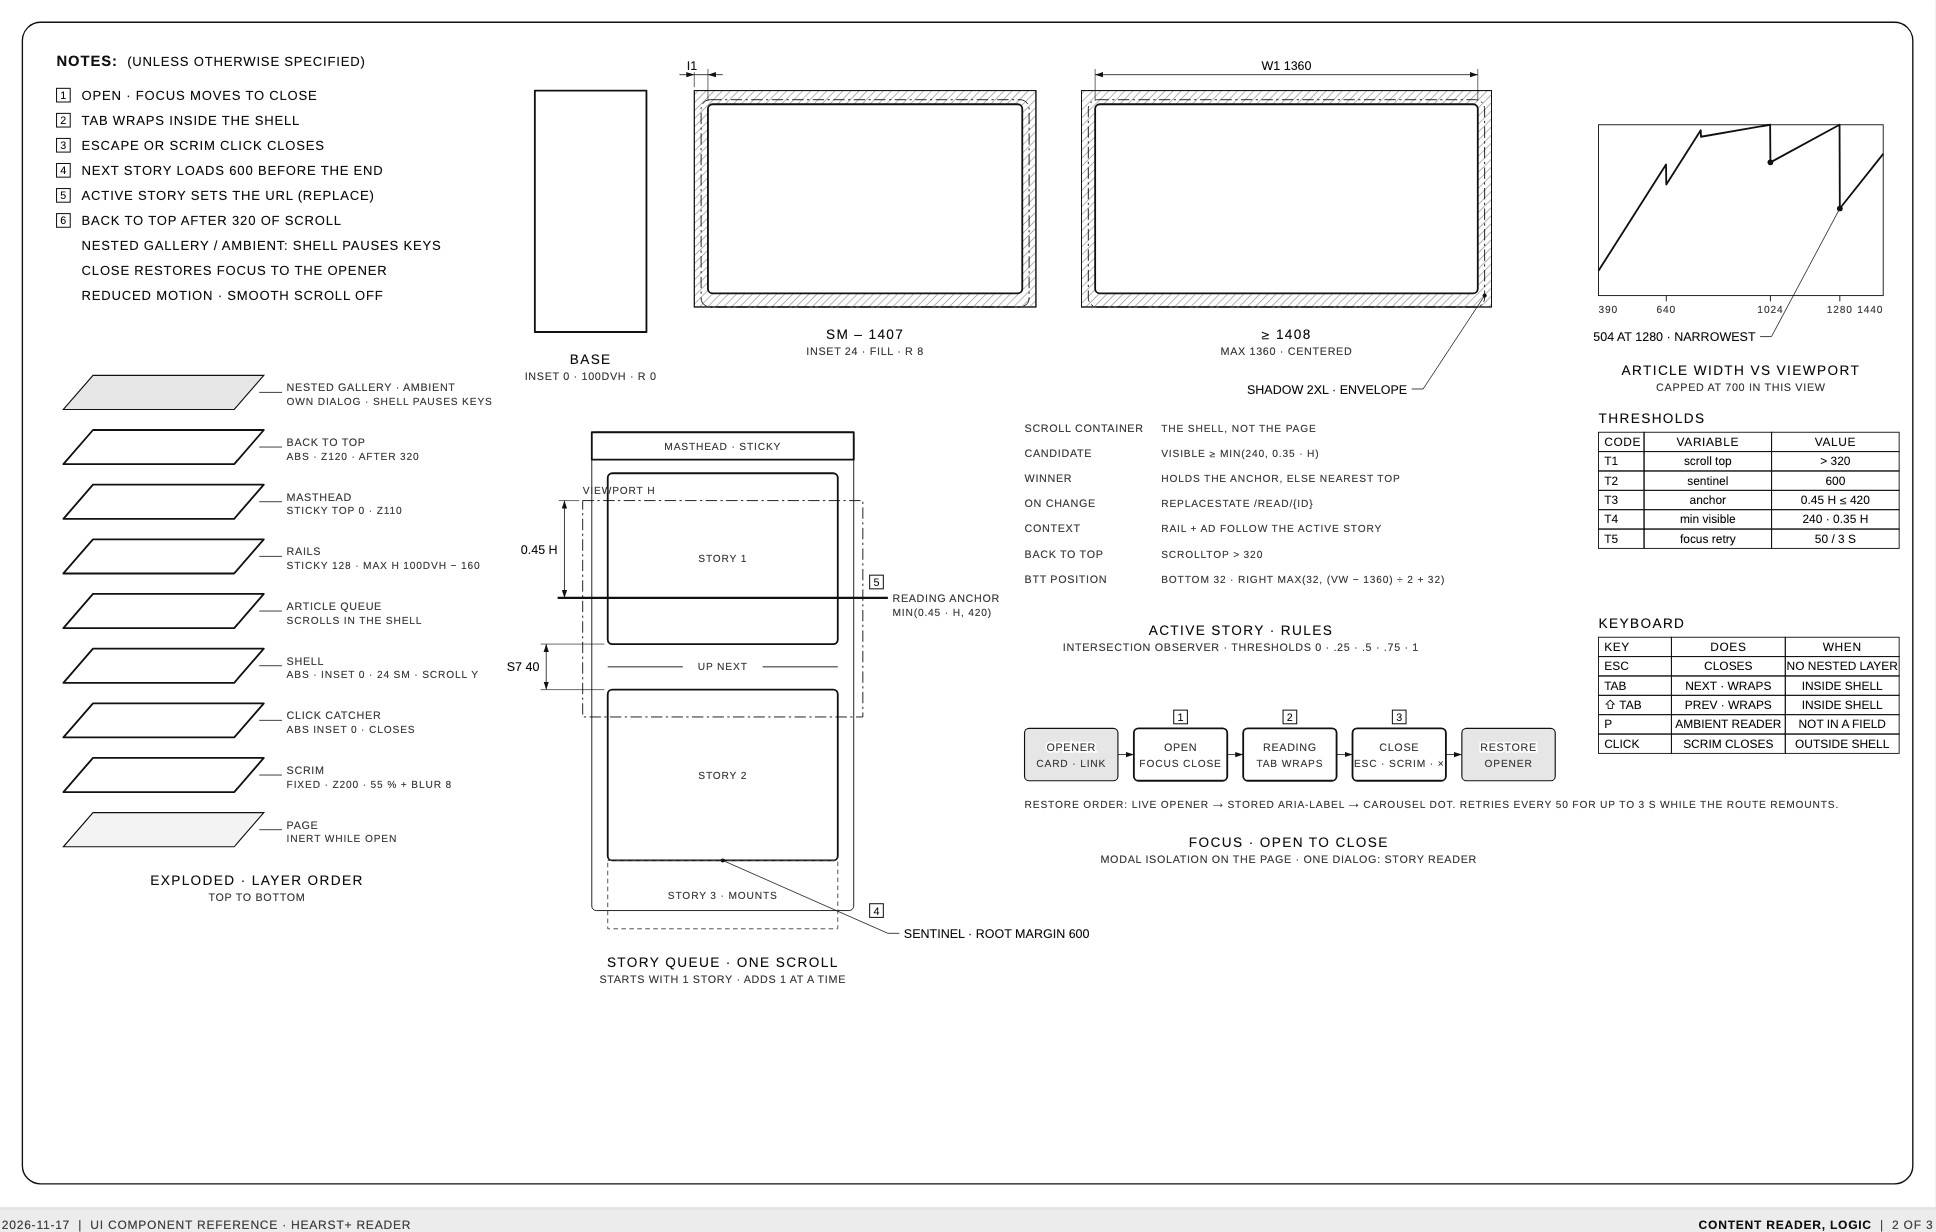 NOTES: (UNLESS OTHERWISE SPECIFIED)
1 OPEN · FOCUS MOVES TO CLOSE
2 TAB WRAPS INSIDE THE SHELL
3 ESCAPE OR SCRIM CLICK CLOSES
4 NEXT STORY LOADS 600 BEFORE THE END
5 ACTIVE STORY SETS THE URL (REPLACE)
6 BACK TO TOP AFTER 320 OF SCROLL
NESTED GALLERY / AMBIENT: SHELL PAUSES KEYS
CLOSE RESTORES FOCUS TO THE OPENER
REDUCED MOTION · SMOOTH SCROLL OFF
BASE
INSET 0 · 100DVH · R 0
I1
SM – 1407
INSET 24 · FILL · R 8
W1 1360
≥ 1408
MAX 1360 · CENTERED
SHADOW 2XL · ENVELOPE
390 640 1024 1280 1440
504 AT 1280 · NARROWEST
ARTICLE WIDTH VS VIEWPORT
CAPPED AT 700 IN THIS VIEW
NESTED GALLERY · AMBIENT
OWN DIALOG · SHELL PAUSES KEYS
BACK TO TOP
ABS · Z120 · AFTER 320
MASTHEAD
STICKY TOP 0 · Z110
RAILS
STICKY 128 · MAX H 100DVH − 160
ARTICLE QUEUE
SCROLLS IN THE SHELL
SHELL
ABS · INSET 0 · 24 SM · SCROLL Y
CLICK CATCHER
ABS INSET 0 · CLOSES
SCRIM
FIXED · Z200 · 55 % + BLUR 8
PAGE
INERT WHILE OPEN
EXPLODED · LAYER ORDER
TOP TO BOTTOM
MASTHEAD · STICKY
VIEWPORT H
0.45 H
STORY 1
5
READING ANCHOR
MIN(0.45 · H, 420)
S7 40
UP NEXT
STORY 2
STORY 3 · MOUNTS
4
SENTINEL · ROOT MARGIN 600
STORY QUEUE · ONE SCROLL
STARTS WITH 1 STORY · ADDS 1 AT A TIME
SCROLL CONTAINER THE SHELL, NOT THE PAGE
CANDIDATE VISIBLE ≥ MIN(240, 0.35 · H)
WINNER HOLDS THE ANCHOR, ELSE NEAREST TOP
ON CHANGE REPLACESTATE /READ/{ID}
CONTEXT RAIL + AD FOLLOW THE ACTIVE STORY
BACK TO TOP SCROLLTOP > 320
BTT POSITION BOTTOM 32 · RIGHT MAX(32, (VW − 1360) ÷ 2 + 32)
ACTIVE STORY · RULES
INTERSECTION OBSERVER · THRESHOLDS 0 · .25 · .5 · .75 · 1
THRESHOLDS
CODE VARIABLE VALUE
T1 scroll top > 320
T2 sentinel 600
T3 anchor 0.45 H ≤ 420
T4 min visible 240 · 0.35 H
T5 focus retry 50 / 3 S
KEYBOARD
KEY DOES WHEN
ESC CLOSES NO NESTED LAYER
TAB NEXT · WRAPS INSIDE SHELL
⇧ TAB PREV · WRAPS INSIDE SHELL
P AMBIENT READER NOT IN A FIELD
CLICK SCRIM CLOSES OUTSIDE SHELL
1 2 3
OPENER OPEN READING CLOSE RESTORE
CARD · LINK FOCUS CLOSE TAB WRAPS ESC · SCRIM · × OPENER
RESTORE ORDER: LIVE OPENER → STORED ARIA-LABEL → CAROUSEL DOT. RETRIES EVERY 50 FOR UP TO 3 S WHILE THE ROUTE REMOUNTS.
FOCUS · OPEN TO CLOSE
MODAL ISOLATION ON THE PAGE · ONE DIALOG: STORY READER
2026-11-17 | UI COMPONENT REFERENCE · HEARST+ READER
CONTENT READER, LOGIC | 2 OF 3